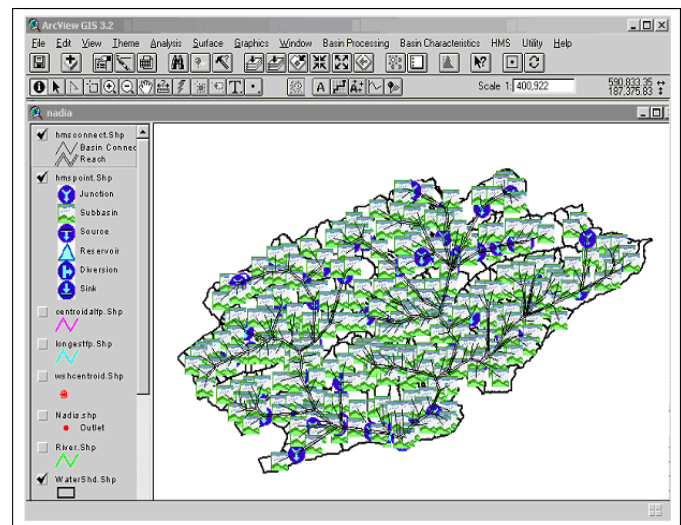 ArcView GIS 3.2
File Edit View Theme Analysis Surface Graphics Window Basin Processing Basin Characteristics HMS Utility Help
Scale 1: 400,922
590,833.35
187,375.83
nadia
hmsconnect.Shp
Basin Connec
Reach
hmspoint.Shp
Junction
Subbasin
Source
Reservoir
Diversion
Sink
centroidalfp.Shp
longestfp.Shp
wshcentroid.Shp
Nadia.shp
Outlet
River.Shp
WaterShd.Shp